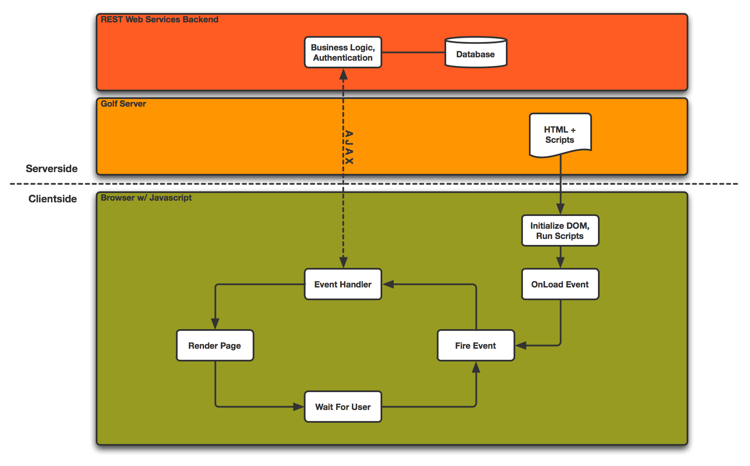 REST Web Services Backend
Business Logic,
Authentication
Database
Golf Server
HTML +
Scripts
AJAX
Serverside
Clientside
Browser w/ Javascript
Initialize DOM,
Run Scripts
Event Handler
OnLoad Event
Render Page
Fire Event
Wait For User